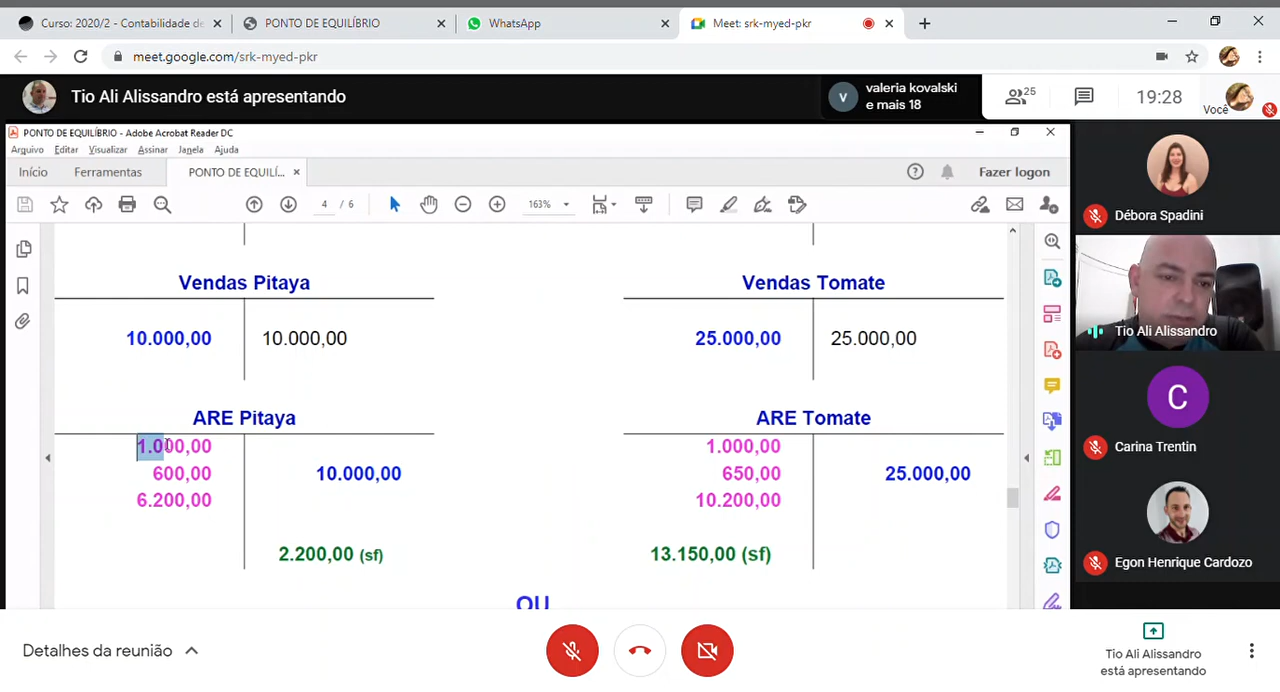 Curso: 2020/2 - Contabilidade de
PONTO DE EQUILÍBRIO
WhatsApp
Meet: srk-myed-pkr
meet.google.com/srk-myed-pkr
Tio Ali Alissandro está apresentando
v
valeria kovalski
e mais 18
25
19:28
Você
PONTO DE EQUILÍBRIO - Adobe Acrobat Reader DC
Arquivo Editar Visualizar Assinar Janela Ajuda
Início Ferramentas PONTO DE EQUILÍ... Fazer logon
4 / 6 163%
Vendas Pitaya Vendas Tomate
10.000,00 10.000,00 25.000,00 25.000,00
ARE Pitaya ARE Tomate
1.000,00 1.000,00
600,00 10.000,00 650,00 25.000,00
6.200,00 10.200,00
2.200,00 (sf) 13.150,00 (sf)
OU
Débora Spadini
Tio Ali Alissandro
C
Carina Trentin
Egon Henrique Cardozo
Detalhes da reunião
Tio Ali Alissandro
está apresentando